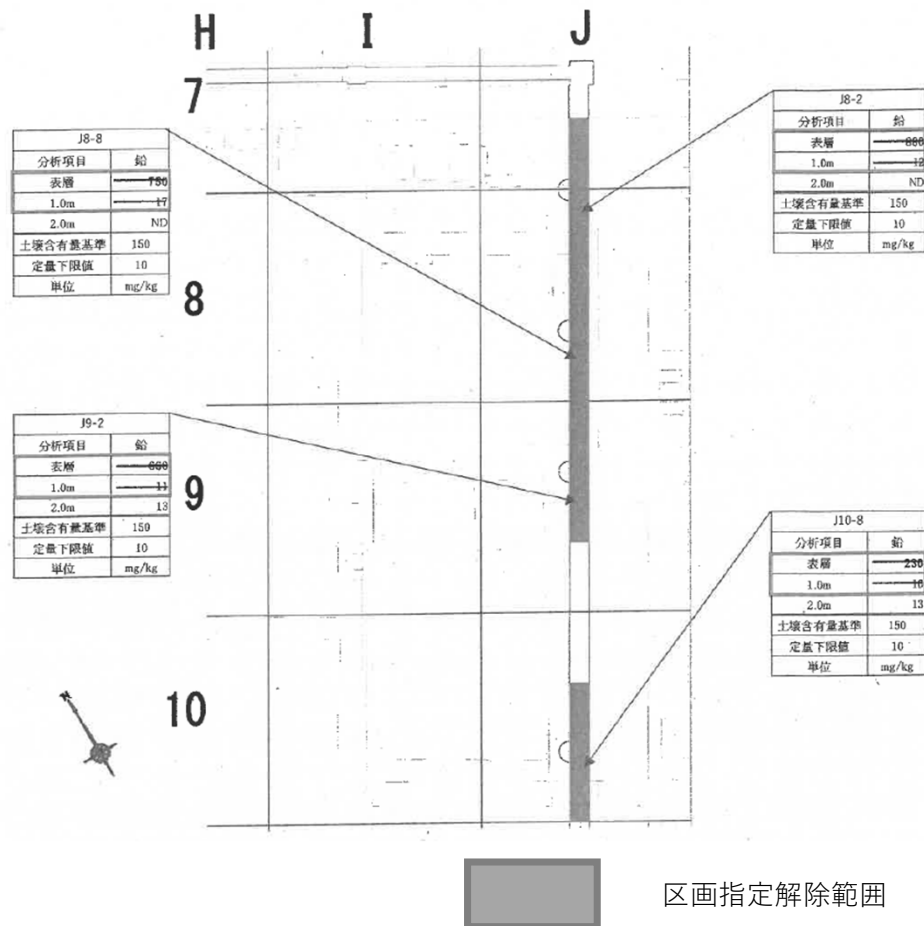 H I J
7
J8-8
分析項目 鉛
表層 750
1.0m 17
2.0m ND
土壌含有量基準 150
定量下限値 10
単位 mg/kg
J8-2
分析項目 鉛
表層
1.0m 12
2.0m ND
土壌含有量基準 150
定量下限値 10
単位 mg/kg
8
J9-2
分析項目 鉛
表層
1.0m 11
2.0m 13
土壌含有量基準 150
定量下限値 10
単位 mg/kg
9
J10-8
分析項目 鉛
表層 230
1.0m
2.0m 13
土壌含有量基準 150
定量下限値 10
単位 mg/kg
10
区画指定解除範囲